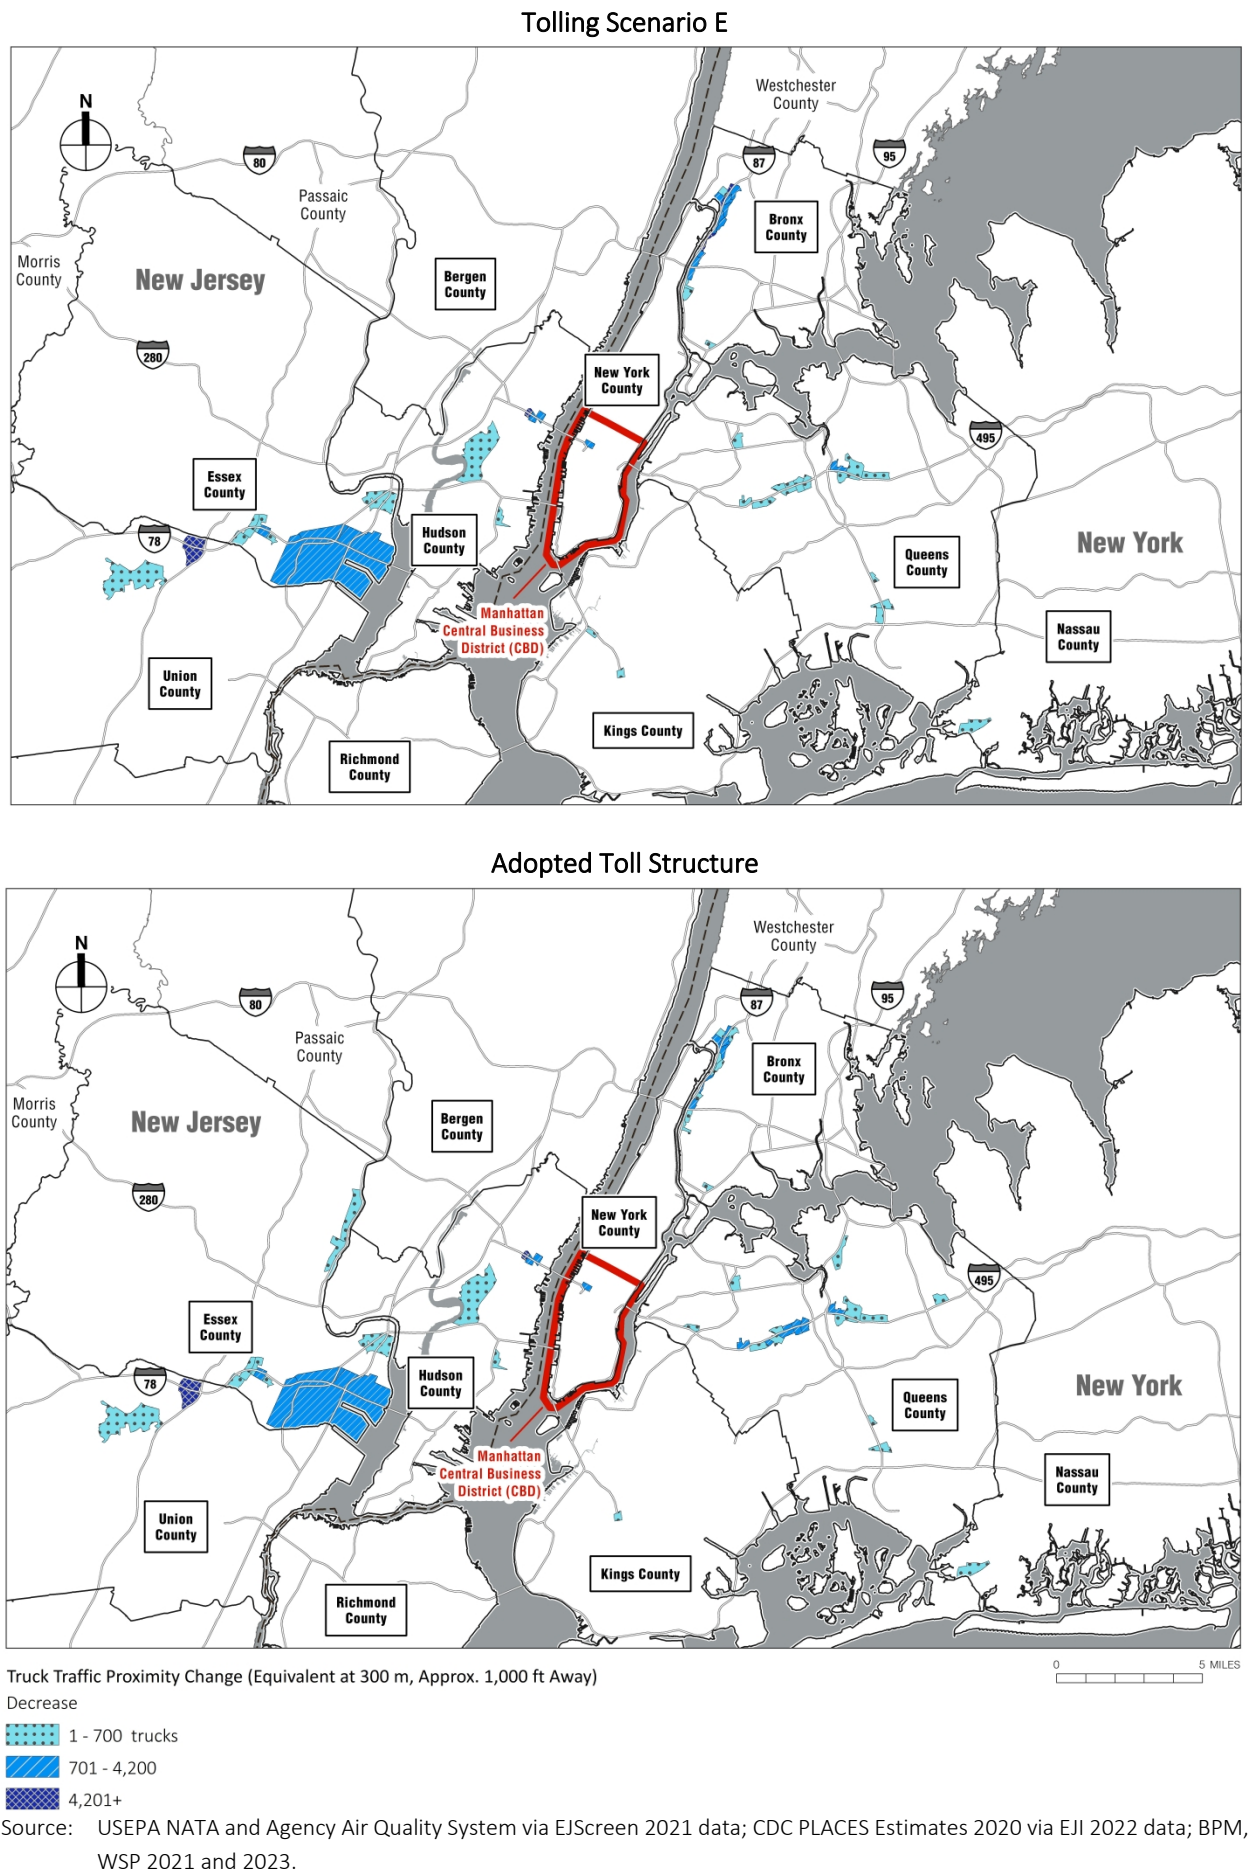 Tolling Scenario E
Westchester
County
N
80
87
95
Passaic
County
Bronx
County
Morris
County
New Jersey
Bergen
County
280
New York
County
495
Essex
County
78
Hudson
County
Queens
County
New York
Manhattan
Central Business
District (CBD)
Nassau
County
Union
County
Kings County
Richmond
County
Adopted Toll Structure
Westchester
County
N
80
87
95
Passaic
County
Bronx
County
Morris
County
New Jersey
Bergen
County
280
New York
County
495
Essex
County
78
Hudson
County
Queens
County
New York
Manhattan
Central Business
District (CBD)
Nassau
County
Union
County
Kings County
Richmond
County
Truck Traffic Proximity Change (Equivalent at 300 m, Approx. 1,000 ft Away)
0 5 MILES
Decrease
1 - 700 trucks
701 - 4,200
4,201+
Source: USEPA NATA and Agency Air Quality System via EJScreen 2021 data; CDC PLACES Estimates 2020 via EJI 2022 data; BPM,
WSP 2021 and 2023.